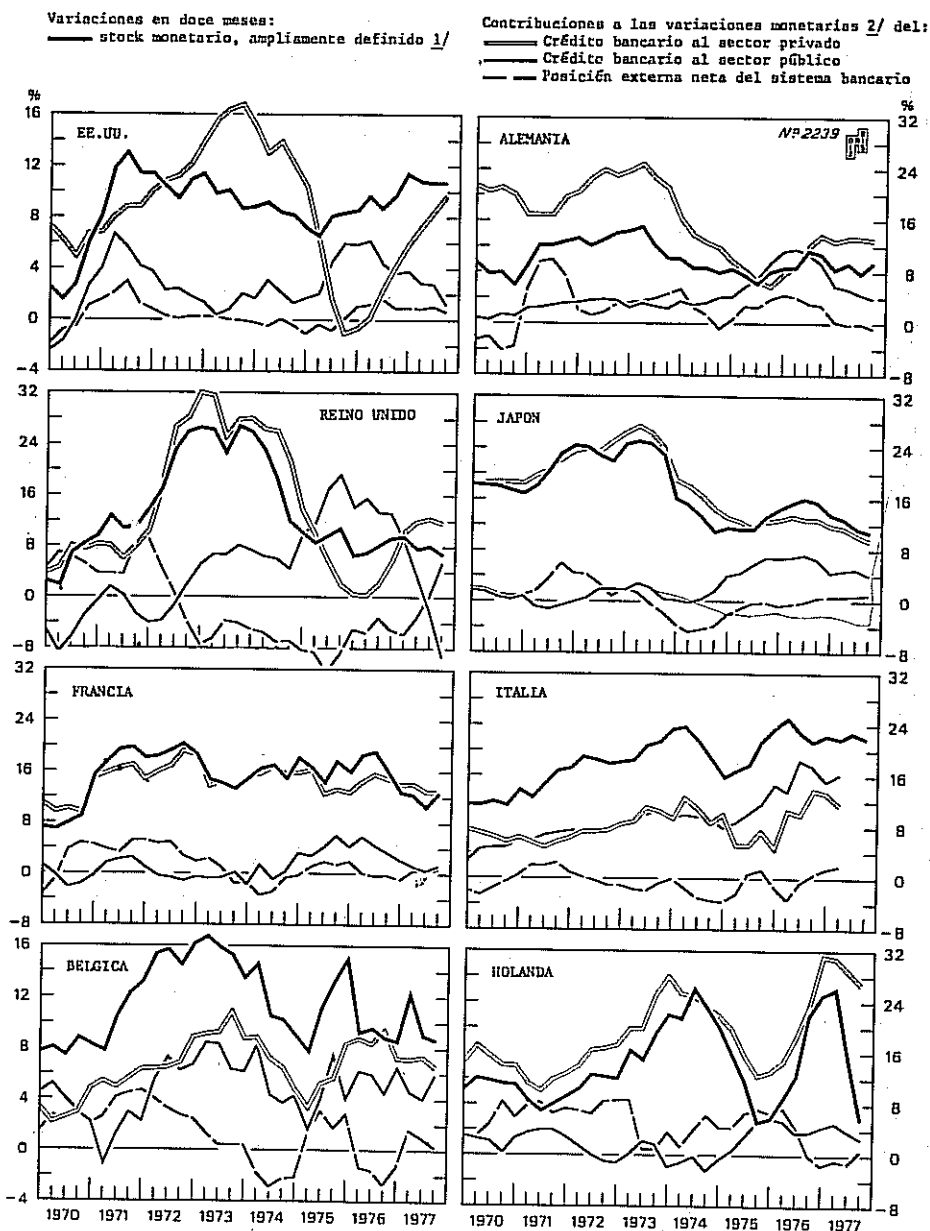 Variaciones en doce meses:
stock monetario, ampliamente definido 1/
Contribuciones a las variaciones monetarias 2/ del:
Crédito bancario al sector privado
Crédito bancario al sector público
Posición externa neta del sistema bancario
%
16
12
8
4
0
-4
EE.UU.
%
32
24
16
8
0
-8
ALEMANIA
Nº 2239
32
24
16
8
0
-8
REINO UNIDO
32
24
16
8
0
-8
JAPON
32
24
16
8
0
-8
FRANCIA
32
24
16
8
0
-8
ITALIA
16
12
8
4
0
-4
BELGICA
32
24
16
8
0
-8
HOLANDA
1970 1971 1972 1973 1974 1975 1976 1977
1970 1971 1972 1973 1974 1975 1976 1977